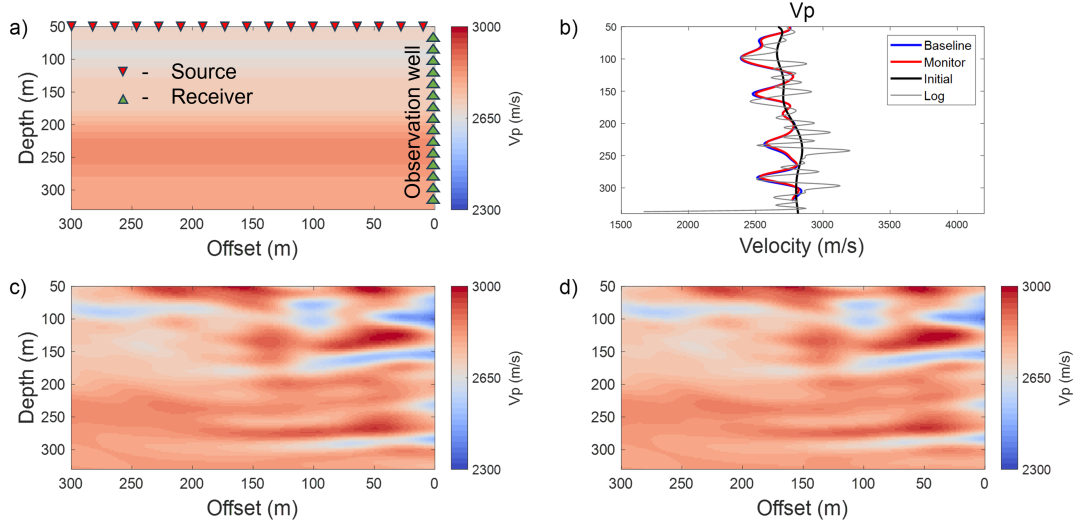 a)
50
100
150
200
250
300
Depth (m)
Source
Receiver
Observation well
300
250
200
150
100
50
0
Offset (m)
3000
2650
2300
Vp (m/s)
b)
Vp
50
100
150
200
250
300
Baseline
Monitor
Initial
Log
1500
2000
2500
3000
3500
4000
Velocity (m/s)
c)
50
100
150
200
250
300
Depth (m)
300
250
200
150
100
50
0
Offset (m)
3000
2650
2300
Vp (m/s)
d)
50
100
150
200
250
300
300
250
200
150
100
50
0
Offset (m)
3000
2650
2300
Vp (m/s)